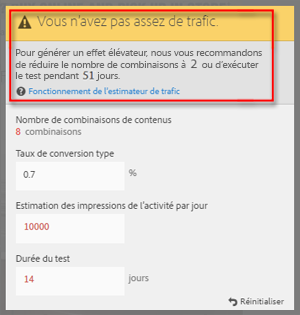 Vous n'avez pas assez de trafic.
Pour générer un effet élévateur, nous vous recommandons
de réduire le nombre de combinaisons à 2 ou d'exécuter
le test pendant 51 jours.
Fonctionnement de l'estimateur de trafic
Nombre de combinaisons de contenus
8 combinaisons
Taux de conversion type
0.7 %
Estimation des impressions de l'activité par jour
10000
Durée du test
14 jours
Réinitialiser